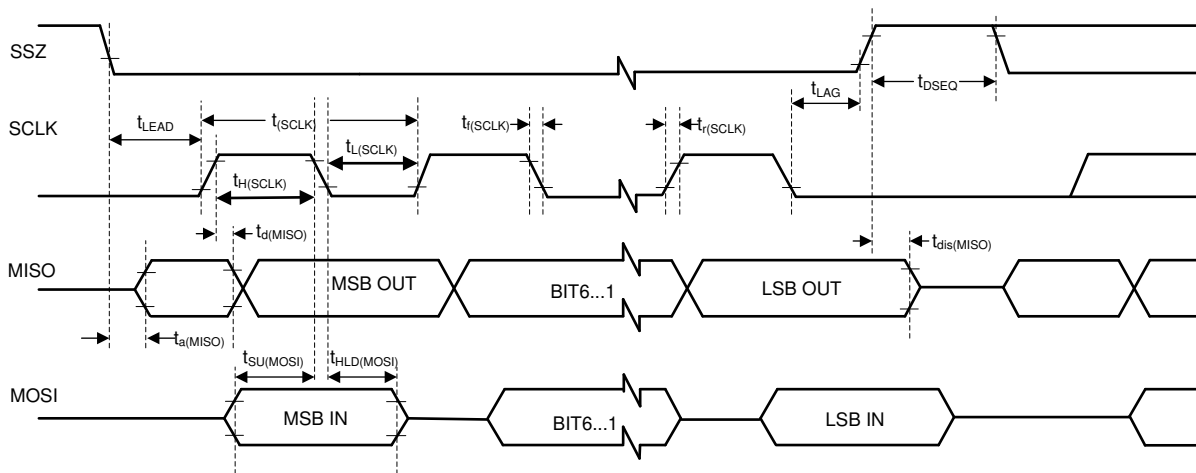 SSZ
tLAG
tDSEQ
SCLK
tLEAD
t(SCLK)
tL(SCLK)
tf(SCLK)
tr(SCLK)
tH(SCLK)
td(MISO)
tdis(MISO)
MISO
MSB OUT
BIT6...1
LSB OUT
ta(MISO)
tSU(MOSI)
tHLD(MOSI)
MOSI
MSB IN
BIT6...1
LSB IN